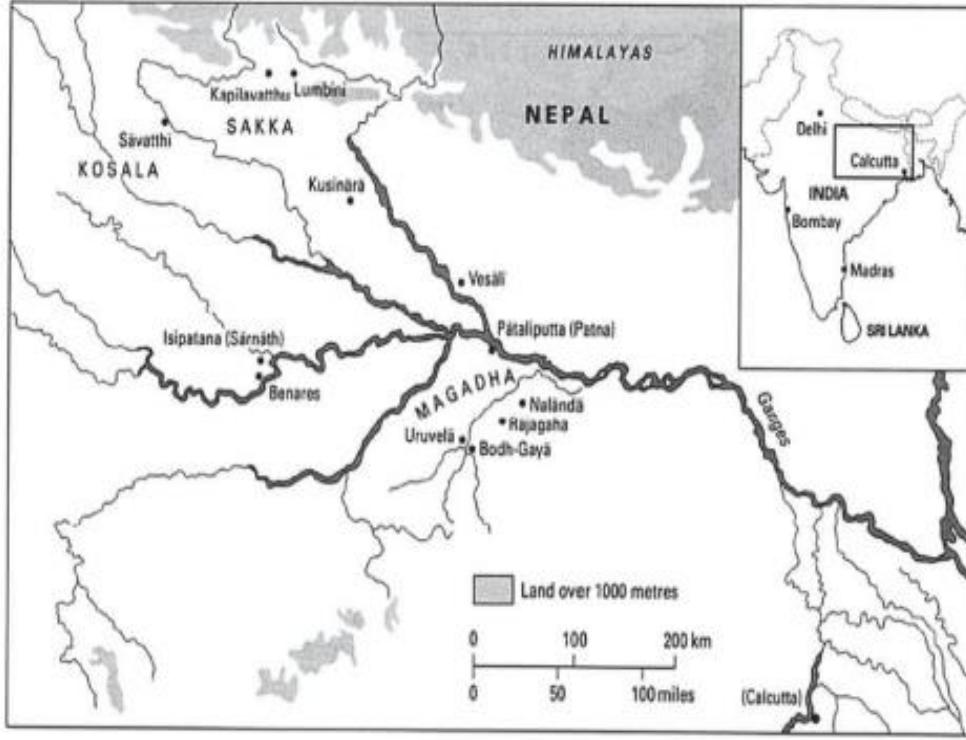 HIMALAYAS
NEPAL
Kapilavatthu
Lumbini
SAKKA
Sāvatthi
KOSALA
Kusinārā
Vesāli
Pātaliputta (Patna)
Isipatana (Sārnāth)
Benares
MAGADHA
Nālandā
Rajagaha
Uruvelā
Bodh-Gayā
Ganges
Land over 1000 metres
0 100 200 km
0 50 100 miles
(Calcutta)
Delhi
Calcutta
INDIA
Bombay
Madras
SRI LANKA